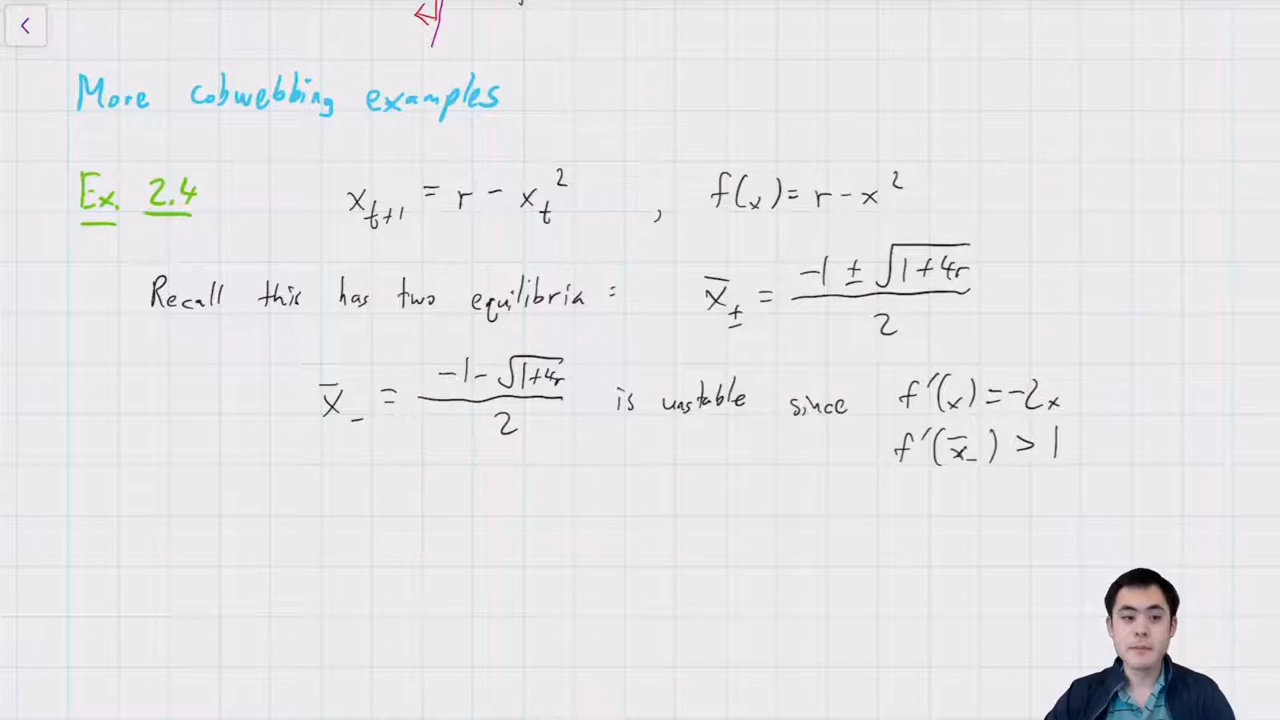 More cobwebbing examples
Ex. 2.4 x_{t+1} = r - x_t^2 , f(x) = r - x^2
Recall this has two equilibria : x̄_± = (-1 ± √(1+4r)) / 2
x̄_- = (-1 - √(1+4r)) / 2 is unstable since f'(x) = -2x
f'(x̄_-) > 1